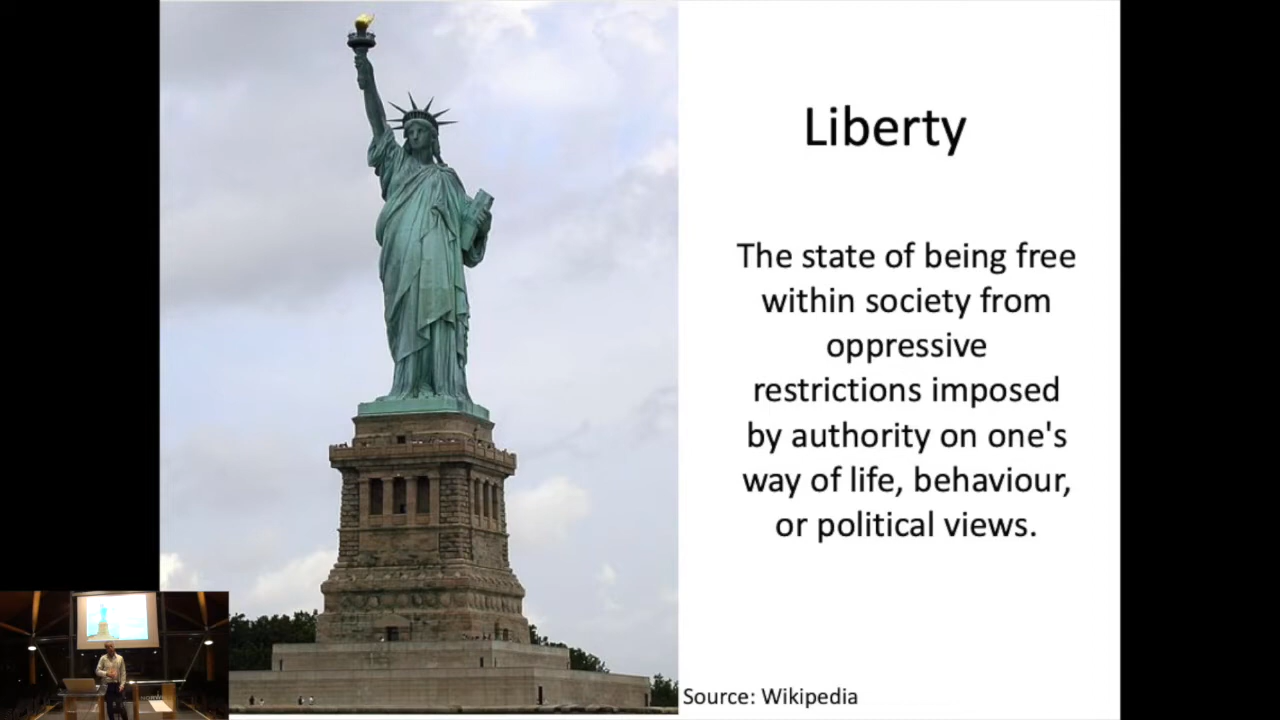 Liberty
The state of being free
within society from
oppressive
restrictions imposed
by authority on one's
way of life, behaviour,
or political views.
Source: Wikipedia